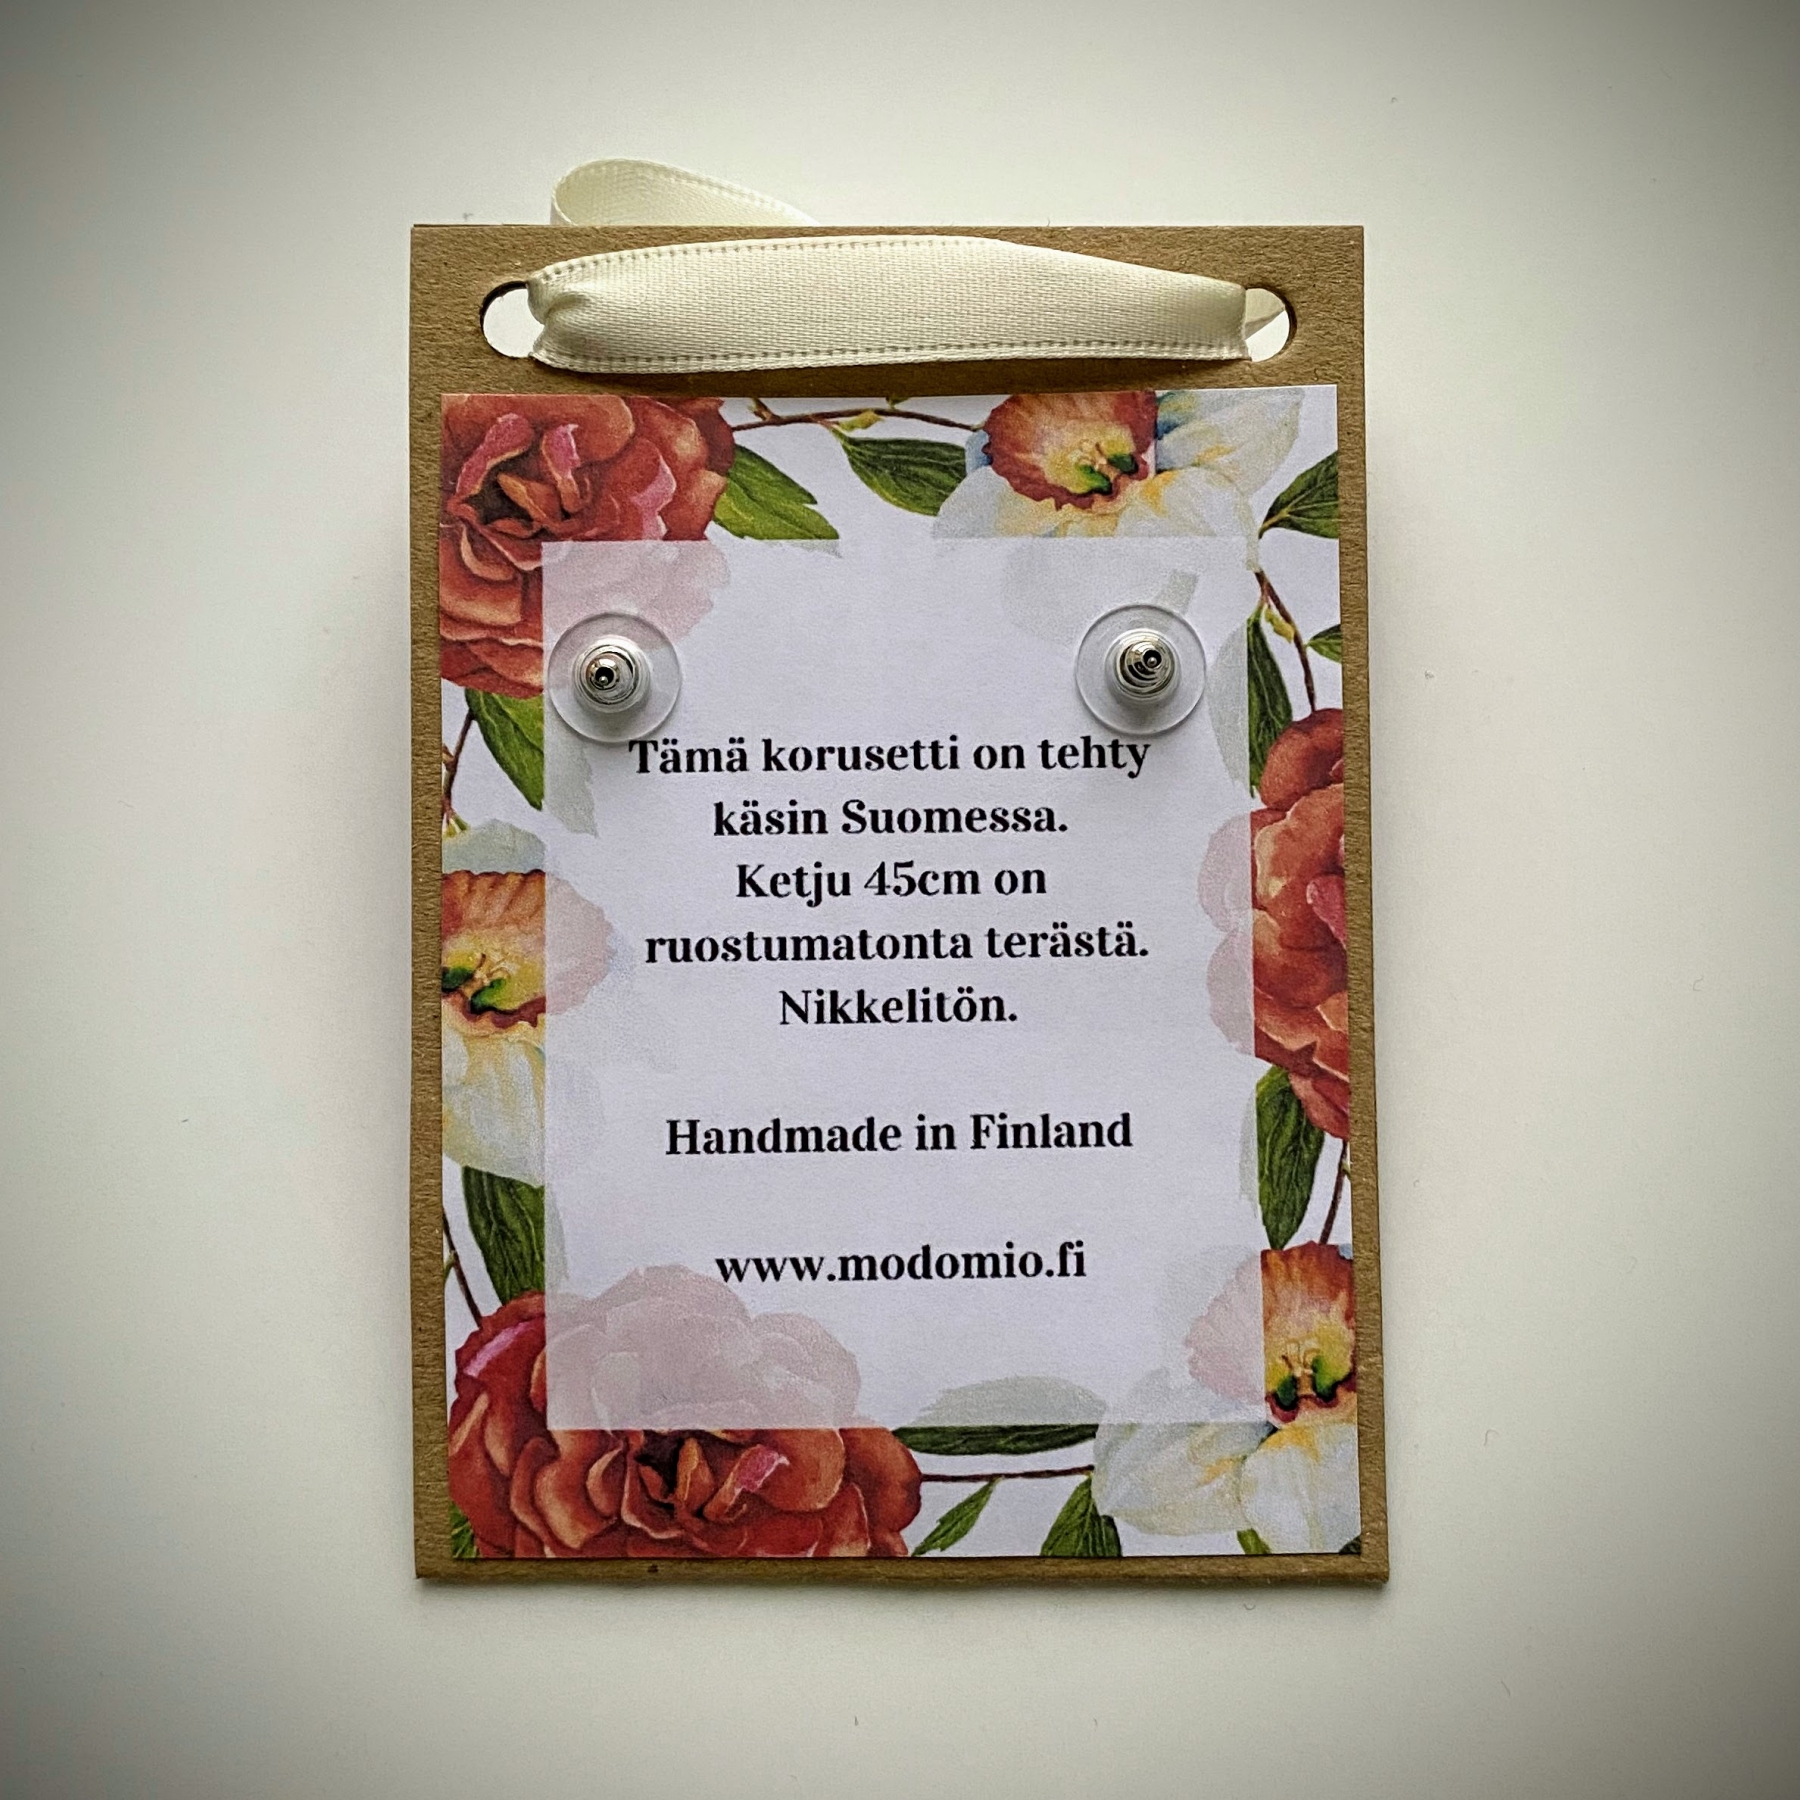 Tämä korusetti on tehty
käsin Suomessa.
Ketju 45cm on
ruostumatonta terästä.
Nikkelitön.
Handmade in Finland
www.modomio.fi